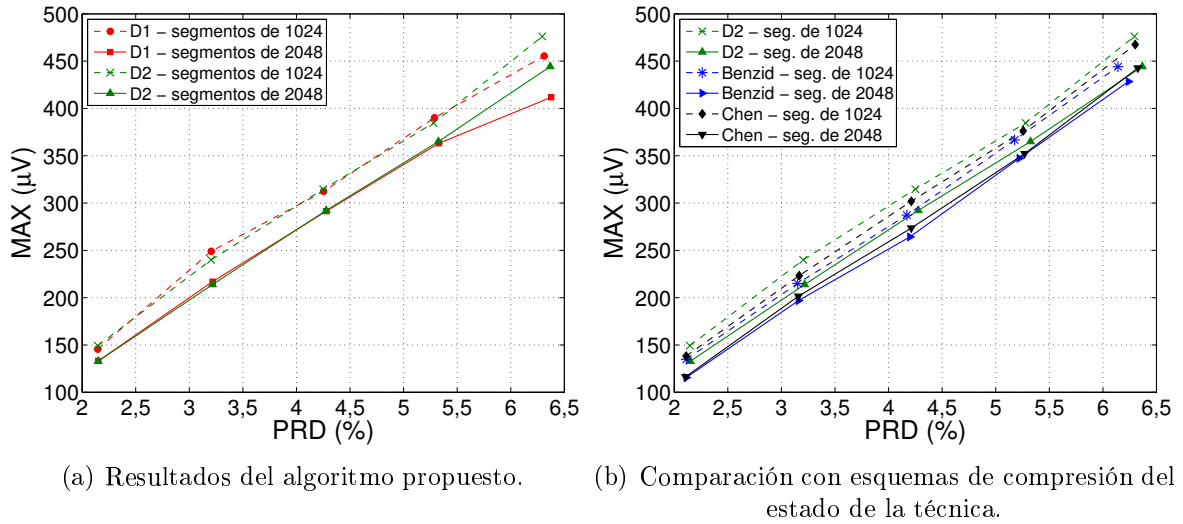 500
450
400
350
300
250
200
150
100
MAX (µV)
D1 – segmentos de 1024
D1 – segmentos de 2048
D2 – segmentos de 1024
D2 – segmentos de 2048
2 2,5 3 3,5 4 4,5 5 5,5 6 6,5
PRD (%)
(a) Resultados del algoritmo propuesto.
500
450
400
350
300
250
200
150
100
MAX (µV)
D2 – seg. de 1024
D2 – seg. de 2048
Benzid – seg. de 1024
Benzid – seg. de 2048
Chen – seg. de 1024
Chen – seg. de 2048
2 2,5 3 3,5 4 4,5 5 5,5 6 6,5
PRD (%)
(b) Comparación con esquemas de compresión del
estado de la técnica.